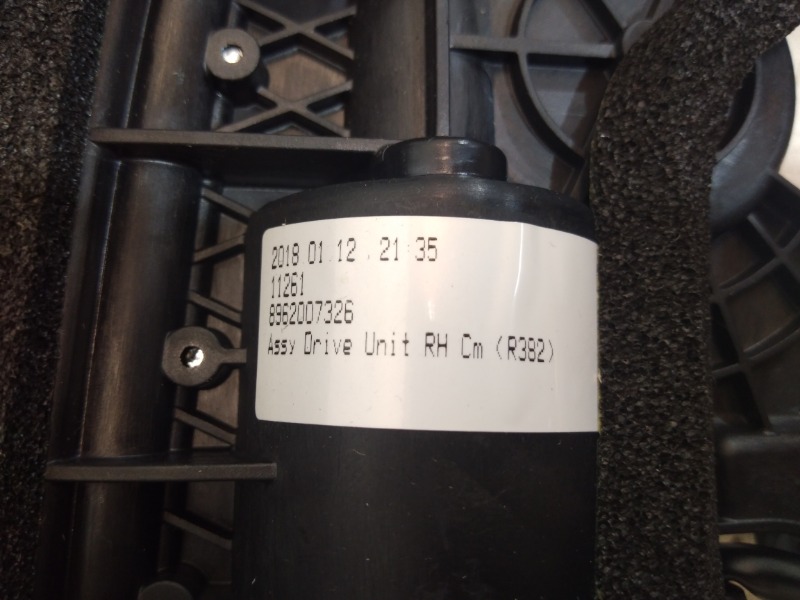 2018 01.12 . 21:35
11261
8962007326
Assy Drive Unit RH Cm (R382)